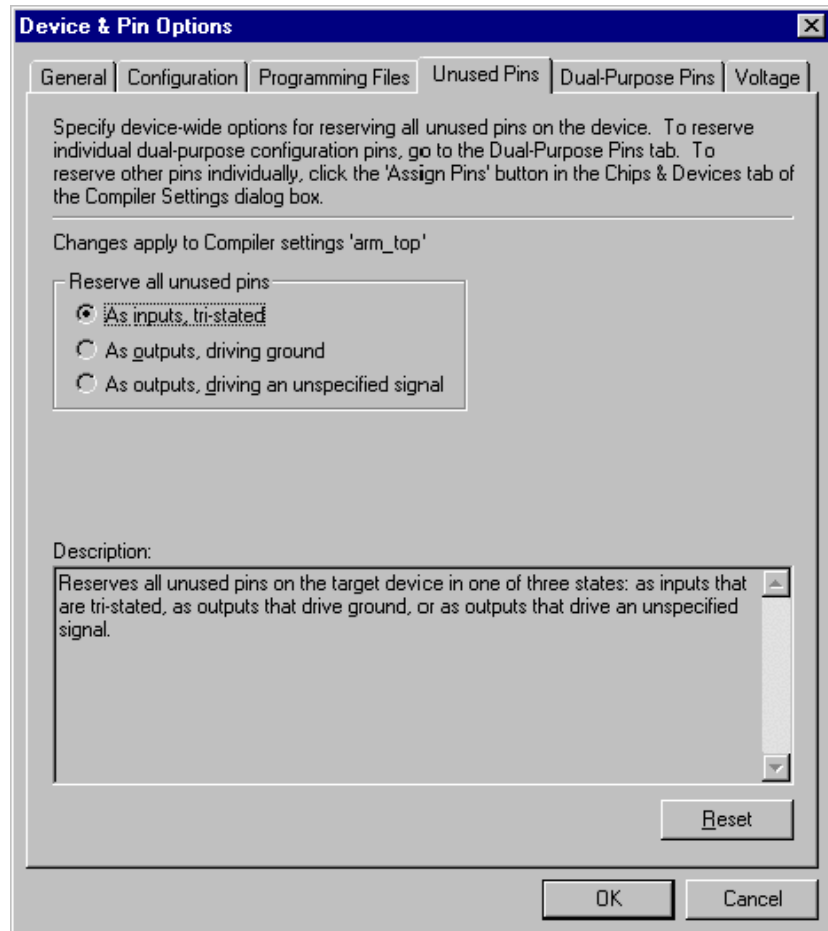 Device & Pin Options
General Configuration Programming Files Unused Pins Dual-Purpose Pins Voltage
Specify device-wide options for reserving all unused pins on the device. To reserve
individual dual-purpose configuration pins, go to the Dual-Purpose Pins tab. To
reserve other pins individually, click the 'Assign Pins' button in the Chips & Devices tab of
the Compiler Settings dialog box.
Changes apply to Compiler settings 'arm_top'
Reserve all unused pins
As inputs, tri-stated
As outputs, driving ground
As outputs, driving an unspecified signal
Description:
Reserves all unused pins on the target device in one of three states: as inputs that
are tri-stated, as outputs that drive ground, or as outputs that drive an unspecified
signal.
Reset
OK Cancel